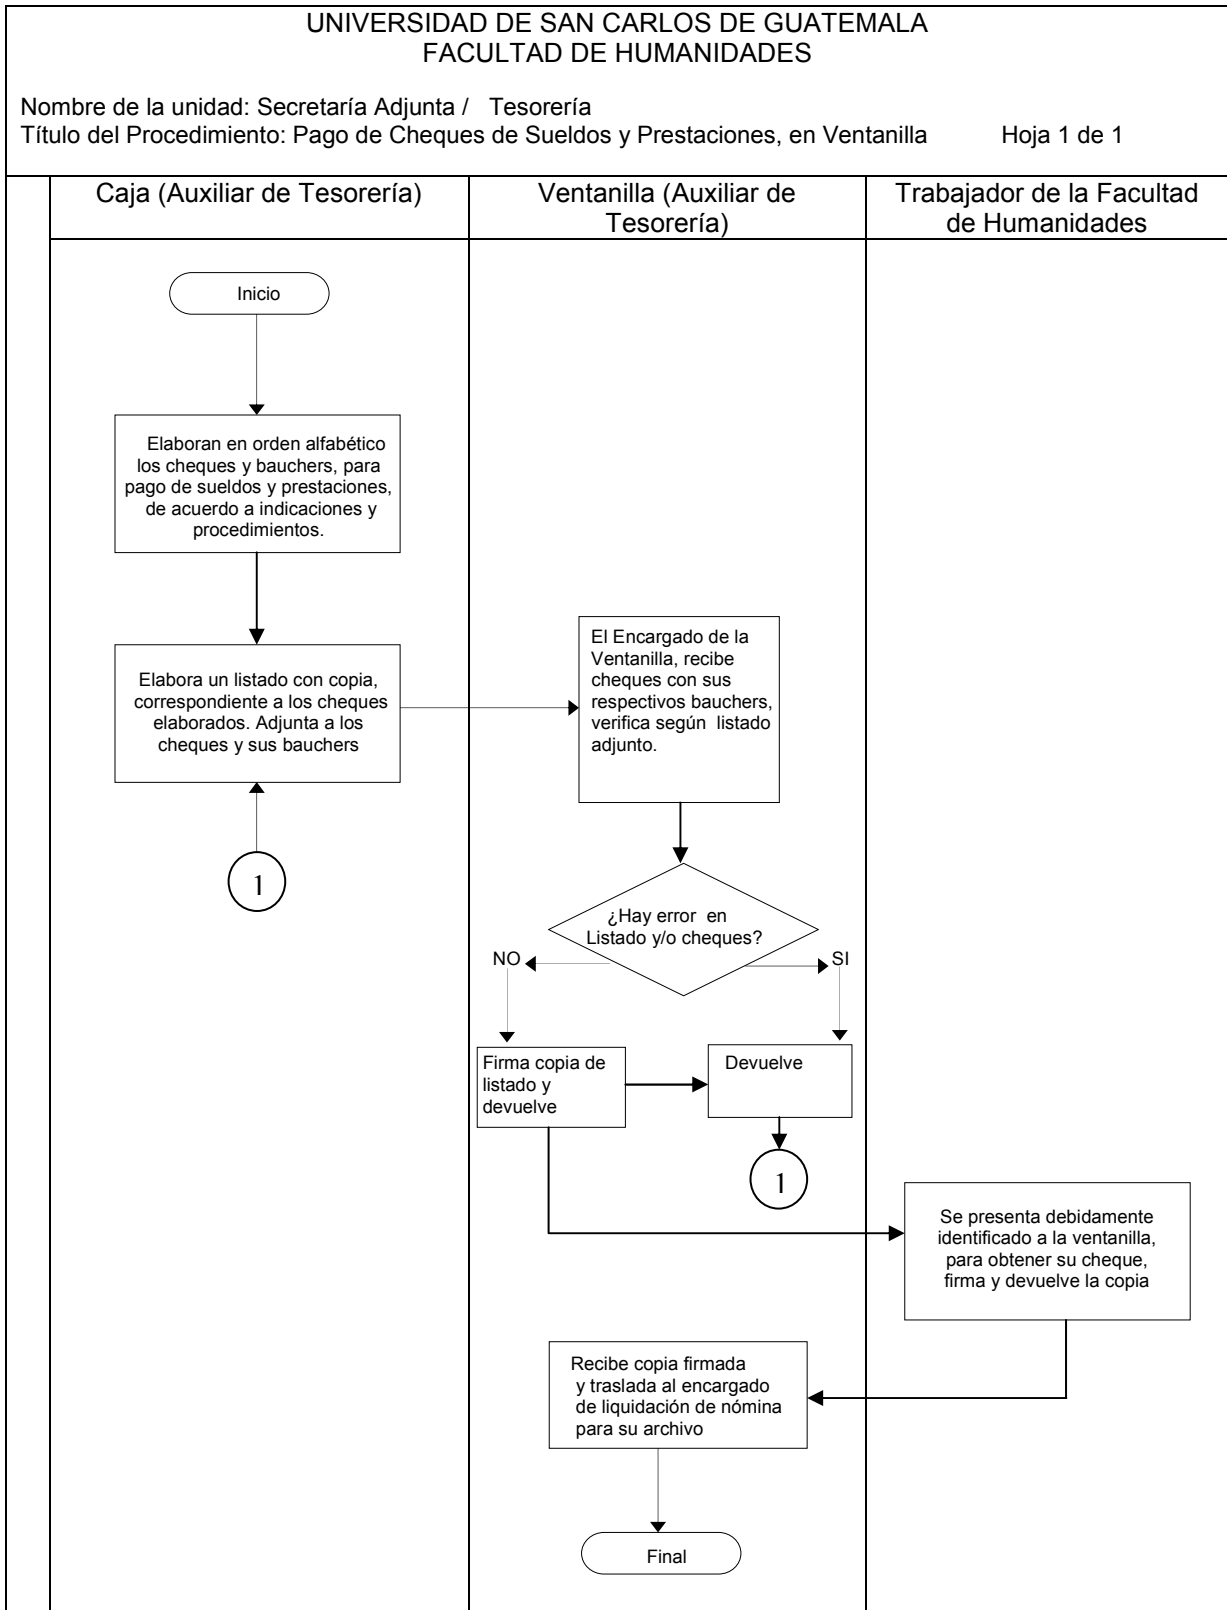 UNIVERSIDAD DE SAN CARLOS DE GUATEMALA
FACULTAD DE HUMANIDADES
Nombre de la unidad: Secretaría Adjunta / Tesorería
Título del Procedimiento: Pago de Cheques de Sueldos y Prestaciones, en Ventanilla Hoja 1 de 1
Caja (Auxiliar de Tesorería)
Ventanilla (Auxiliar de
Tesorería)
Trabajador de la Facultad
de Humanidades
Inicio
Elaboran en orden alfabético
los cheques y bauchers, para
pago de sueldos y prestaciones,
de acuerdo a indicaciones y
procedimientos.
Elabora un listado con copia,
correspondiente a los cheques
elaborados. Adjunta a los
cheques y sus bauchers
El Encargado de la
Ventanilla, recibe
cheques con sus
respectivos bauchers,
verifica según listado
adjunto.
1
¿Hay error en
Listado y/o cheques?
NO
SI
Firma copia de
listado y
devuelve
Devuelve
1
Se presenta debidamente
identificado a la ventanilla,
para obtener su cheque,
firma y devuelve la copia
Recibe copia firmada
y traslada al encargado
de liquidación de nómina
para su archivo
Final